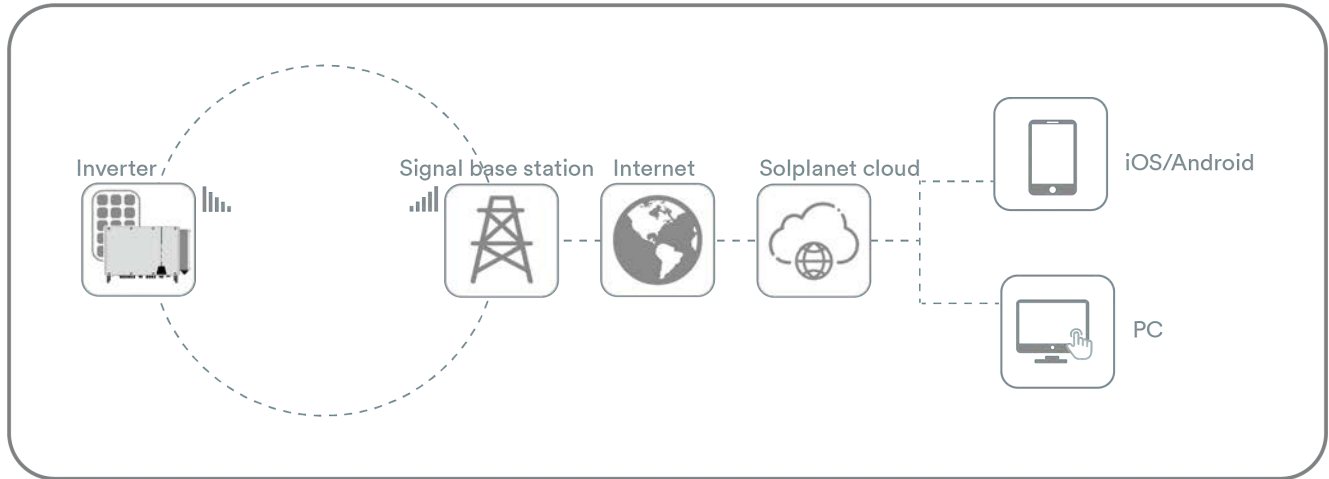 Inverter
Signal base station
Internet
Solplanet cloud
iOS/Android
PC